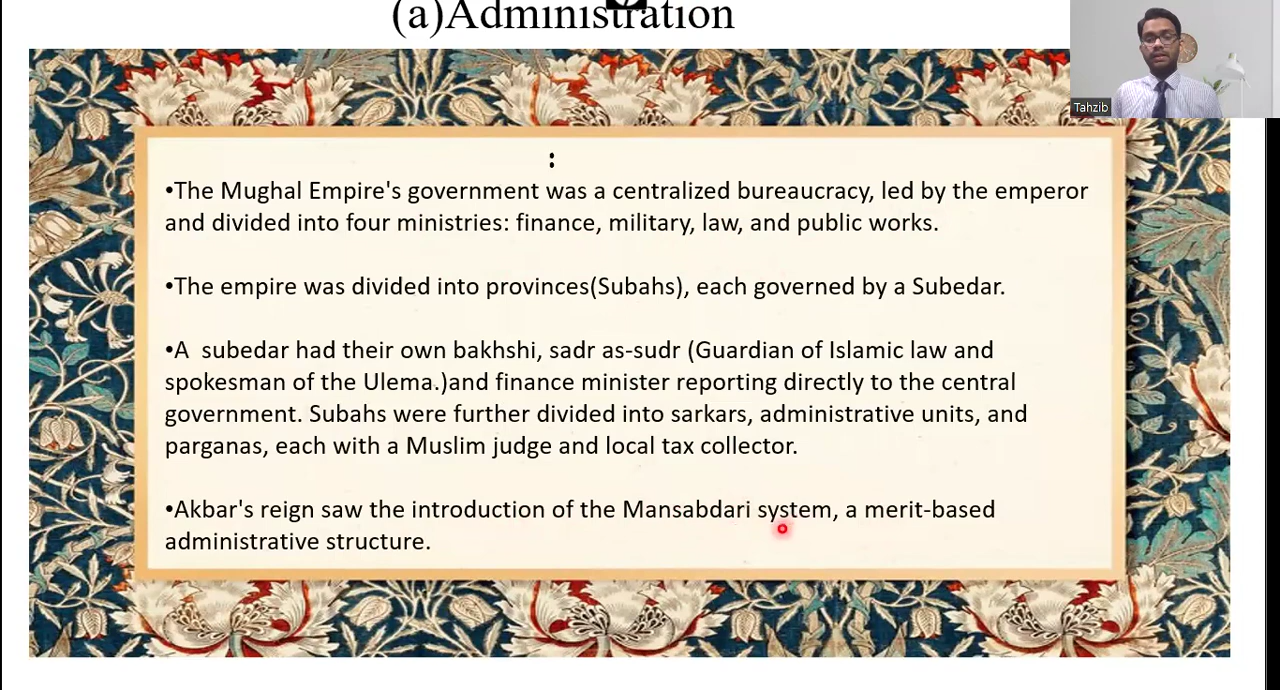 (a)Administration
Tahzib
:
•The Mughal Empire's government was a centralized bureaucracy, led by the emperor
and divided into four ministries: finance, military, law, and public works.
•The empire was divided into provinces(Subahs), each governed by a Subedar.
•A  subedar had their own bakhshi, sadr as-sudr (Guardian of Islamic law and
spokesman of the Ulema.)and finance minister reporting directly to the central
government. Subahs were further divided into sarkars, administrative units, and
parganas, each with a Muslim judge and local tax collector.
•Akbar's reign saw the introduction of the Mansabdari system, a merit-based
administrative structure.